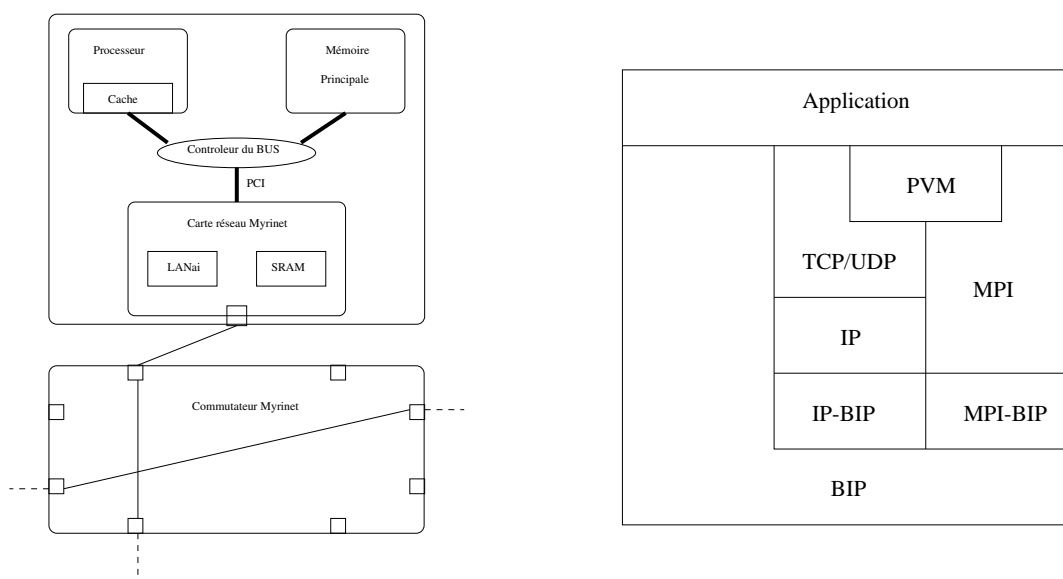 Processeur
Cache
Mémoire
Principale
Controleur du BUS
PCI
Carte réseau Myrinet
LANai
SRAM
Commutateur Myrinet
Application
PVM
TCP/UDP
MPI
IP
IP-BIP
MPI-BIP
BIP